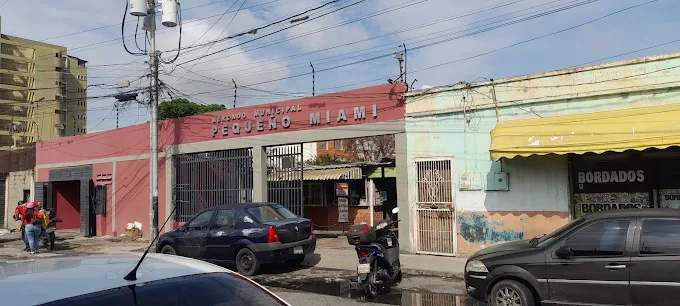 MERCADO MUNICIPAL
PEQUEÑO MIAMI
BORDADOS
BORDADOS